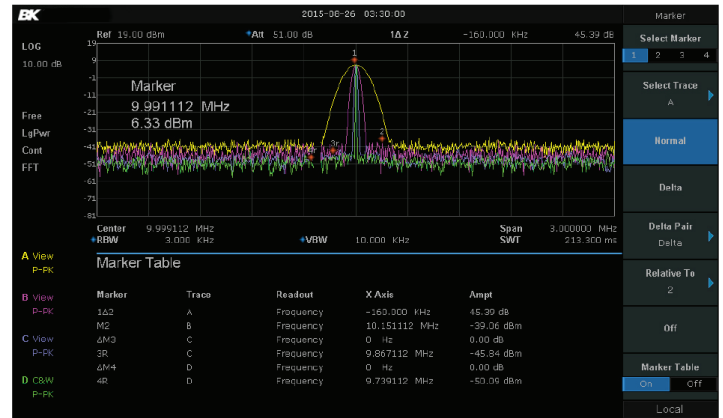 BK 2015-08-26 03:30:00 Marker
Ref 19.00 dBm *Att 51.00 dB 1Δ2 -160.000 KHz 45.39 dB
LOG
10.00 dB
Free
LgPwr
Cont
FFT
19
9
-1
-11
-21
-31
-41
-51
-61
-71
-81
Marker
9.991112 MHz
6.33 dBm
1
2
3r
Center 9.999112 MHz Span 3.000000 MHz
*RBW 3.000 KHz *VBW 10.000 KHz SWT 213.300 ms
A View
P-PK
B View
P-PK
C View
P-PK
D C&W
P-PK
Marker Table
Marker Trace Readout X Axis Ampt
1Δ2 A Frequency -160.000 KHz 45.39 dB
M2 B Frequency 10.151112 MHz -39.06 dBm
ΔM3 C Frequency 0 Hz 0.00 dB
3R C Frequency 9.867112 MHz -45.84 dBm
ΔM4 D Frequency 0 Hz 0.00 dB
4R D Frequency 9.739112 MHz -50.09 dBm
Select Marker
1 2 3 4
Select Trace
A
Normal
Delta
Delta Pair
Delta
Relative To
2
Off
Marker Table
On Off
Local